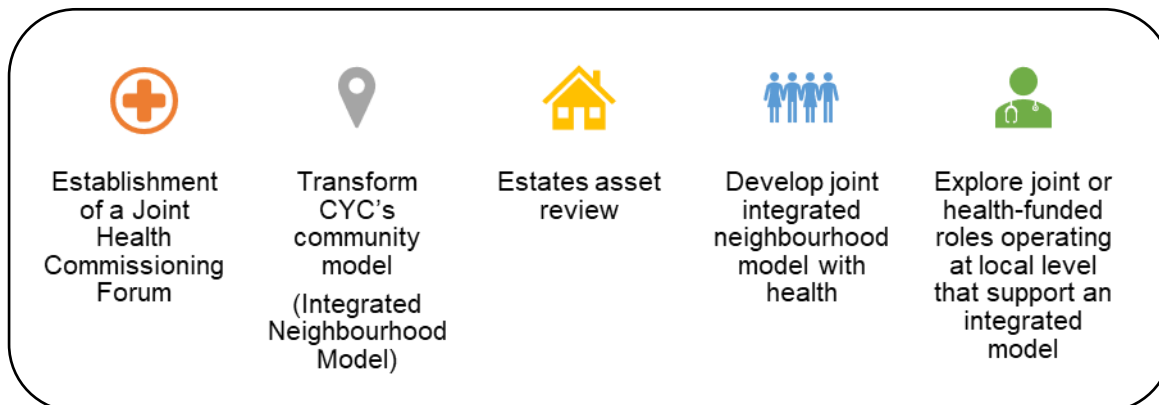 Establishment
of a Joint
Health
Commissioning
Forum
Transform
CYC’s
community
model
(Integrated
Neighbourhood
Model)
Estates asset
review
Develop joint
integrated
neighbourhood
model with
health
Explore joint or
health-funded
roles operating
at local level
that support an
integrated
model